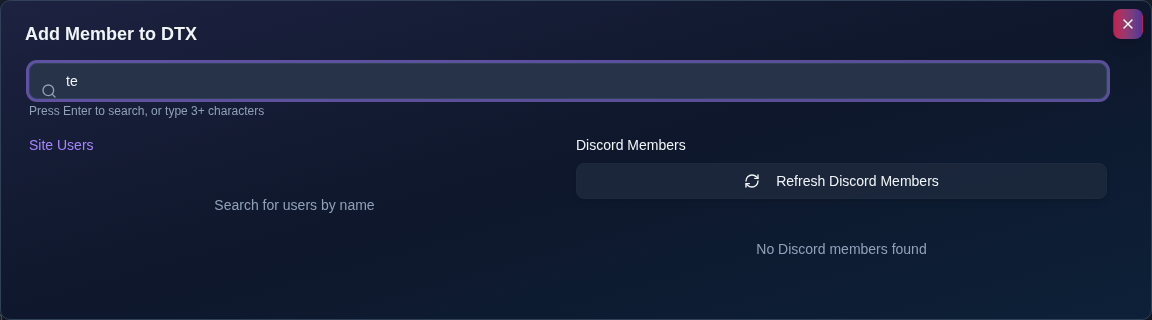 Add Member to DTX
te
Press Enter to search, or type 3+ characters
Site Users
Search for users by name
Discord Members
Refresh Discord Members
No Discord members found